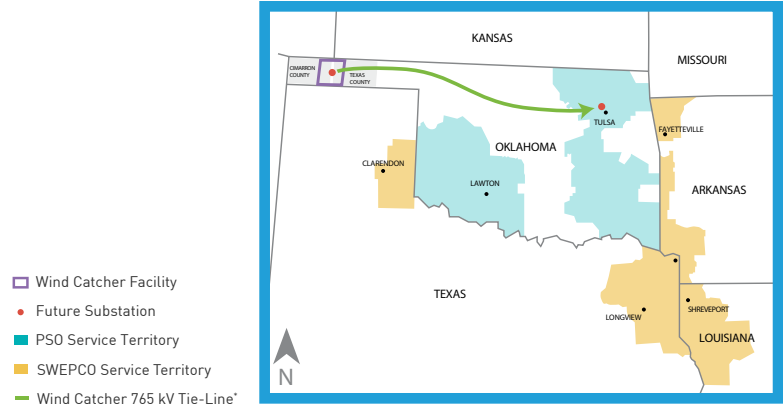 KANSAS
MISSOURI
CIMARRON
COUNTY
TEXAS
COUNTY
TULSA
FAYETTEVILLE
OKLAHOMA
CLARENDON
LAWTON
ARKANSAS
TEXAS
LONGVIEW
SHREVEPORT
LOUISIANA
N
Wind Catcher Facility
Future Substation
PSO Service Territory
SWEPCO Service Territory
Wind Catcher 765 kV Tie-Line*